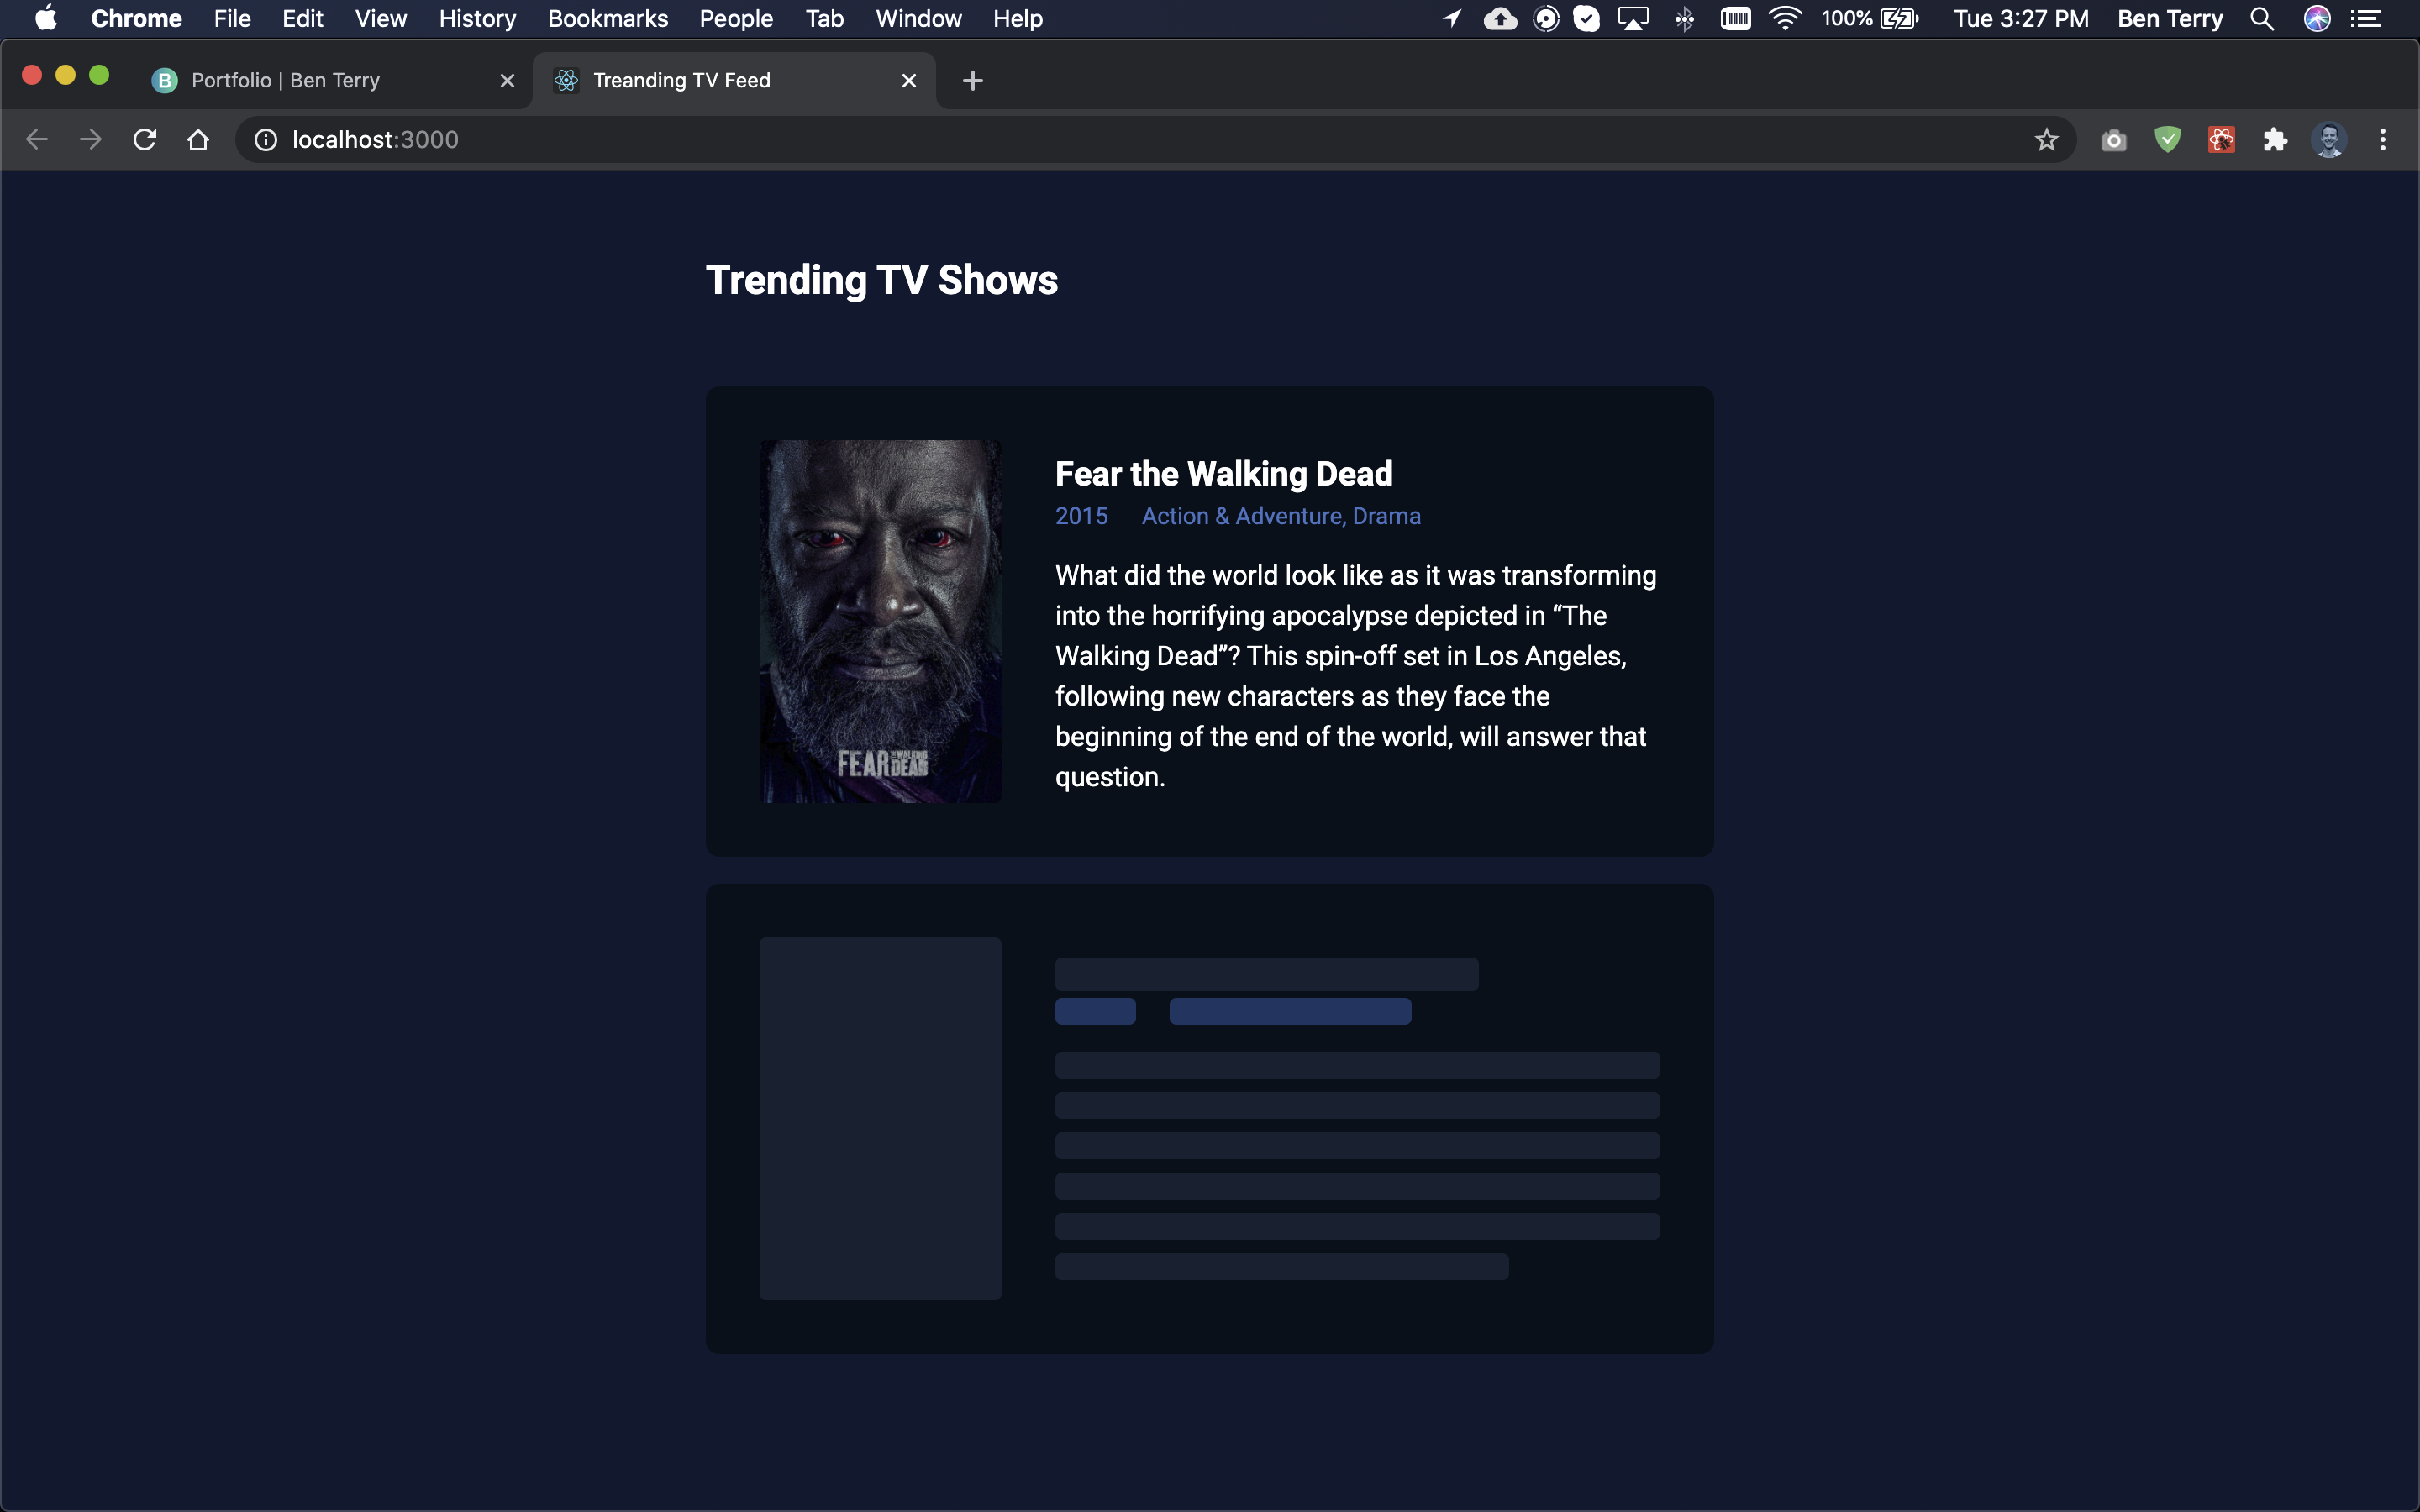 Chrome File Edit View History Bookmarks People Tab Window Help 100% Tue 3:27 PM Ben Terry
B Portfolio | Ben Terry Treanding TV Feed
localhost:3000
Trending TV Shows
Fear the Walking Dead
2015 Action & Adventure, Drama
What did the world look like as it was transforming
into the horrifying apocalypse depicted in “The
Walking Dead”? This spin-off set in Los Angeles,
following new characters as they face the
beginning of the end of the world, will answer that
question.
FEAR THE WALKING DEAD